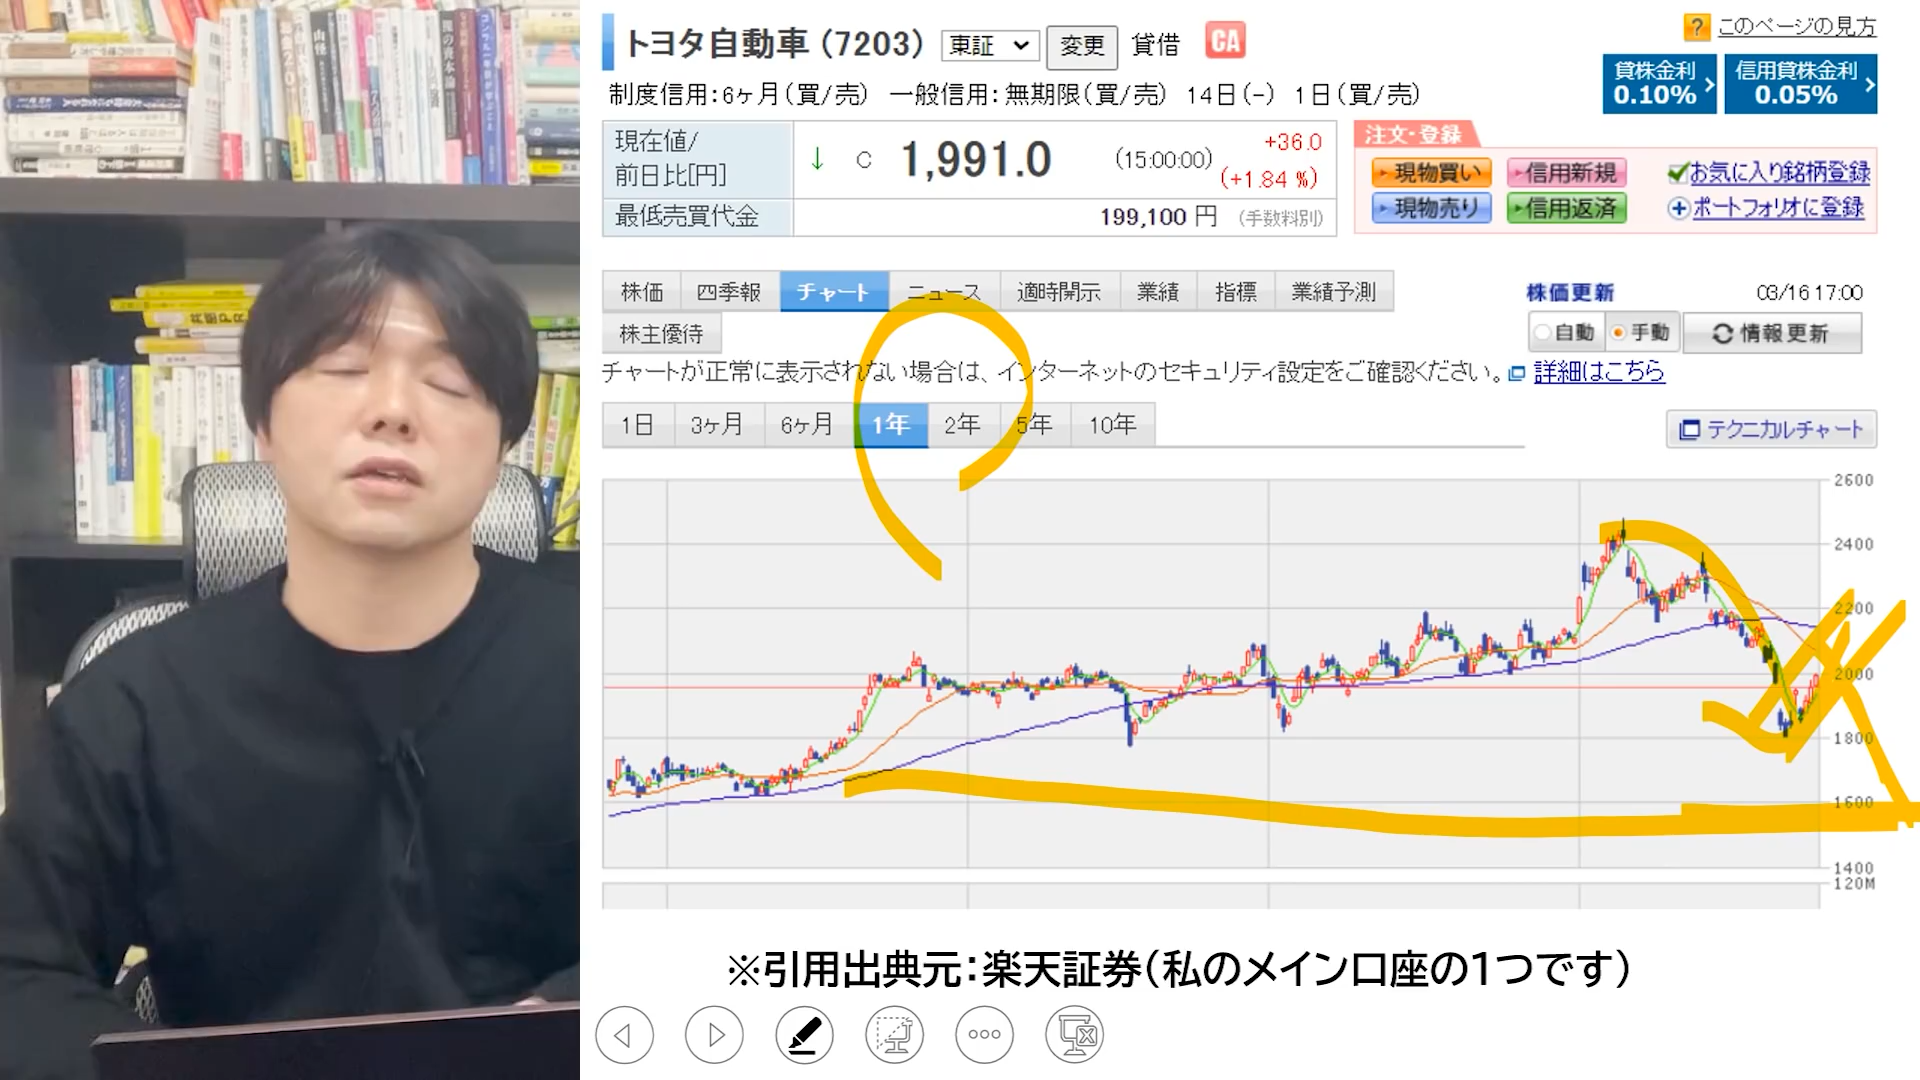 トヨタ自動車（7203） 東証 変更 貸借 CA
? このページの見方
制度信用:6ヶ月(買/売) 一般信用:無期限(買/売) 14日(-) 1日(買/売)
貸株金利 0.10%
信用貸株金利 0.05%
現在値/前日比[円] ↓ C 1,991.0 (15:00:00) +36.0 (+1.84 %)
最低売買代金 199,100 円 (手数料別)
注文・登録
現物買い 信用新規 お気に入り銘柄登録
現物売り 信用返済 ポートフォリオに登録
株価 四季報 チャート ニュース 適時開示 業績 指標 業績予測
株主優待
株価更新 03/16 17:00
自動 手動 情報更新
チャートが正常に表示されない場合は、インターネットのセキュリティ設定をご確認ください。 詳細はこちら
1日 3ヶ月 6ヶ月 1年 2年 5年 10年
テクニカルチャート
2600
2400
2200
2000
1800
1600
1400
120M
※引用出典元：楽天証券（私のメイン口座の1つです）